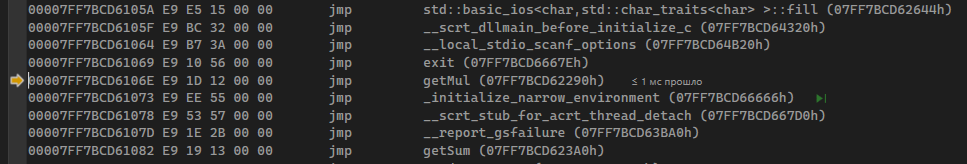 00007FF7BCD6105A E9 E5 15 00 00 jmp std::basic_ios<char,std::char_traits<char> >::fill (07FF7BCD62644h)
00007FF7BCD6105F E9 BC 32 00 00 jmp __scrt_dllmain_before_initialize_c (07FF7BCD64320h)
00007FF7BCD61064 E9 B7 3A 00 00 jmp __local_stdio_scanf_options (07FF7BCD64B20h)
00007FF7BCD61069 E9 10 56 00 00 jmp exit (07FF7BCD6667Eh)
00007FF7BCD6106E E9 1D 12 00 00 jmp getMul (07FF7BCD62290h) ≤ 1 мс прошло
00007FF7BCD61073 E9 EE 55 00 00 jmp _initialize_narrow_environment (07FF7BCD66666h)
00007FF7BCD61078 E9 53 57 00 00 jmp __scrt_stub_for_acrt_thread_detach (07FF7BCD667D0h)
00007FF7BCD6107D E9 1E 2B 00 00 jmp __report_gsfailure (07FF7BCD63BA0h)
00007FF7BCD61082 E9 19 13 00 00 jmp getSum (07FF7BCD623A0h)